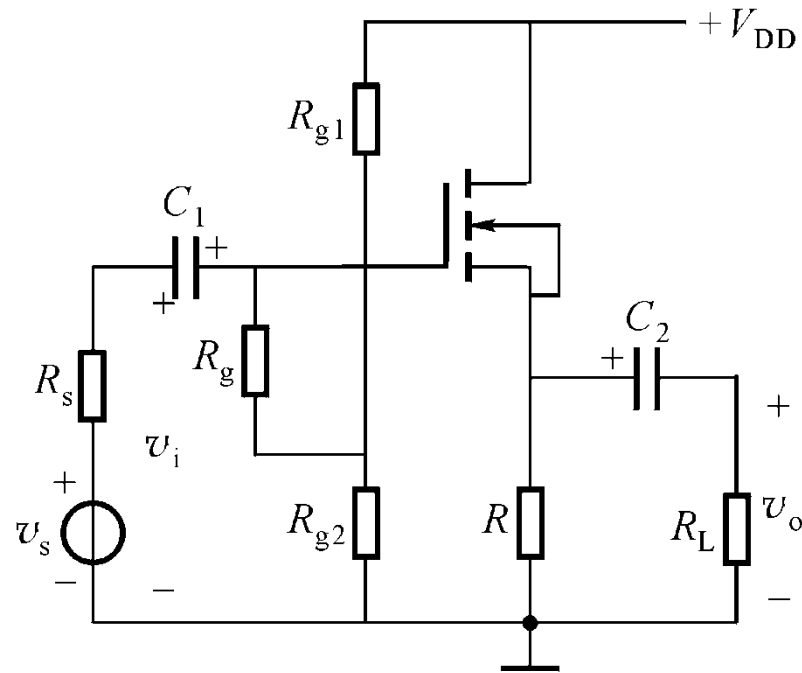 +V_DD
R_g1
C_1
+
+
C_2
+
R_g
R_s
+
v_i
+
R_g2
R
R_L
v_o
v_s
−
−
−